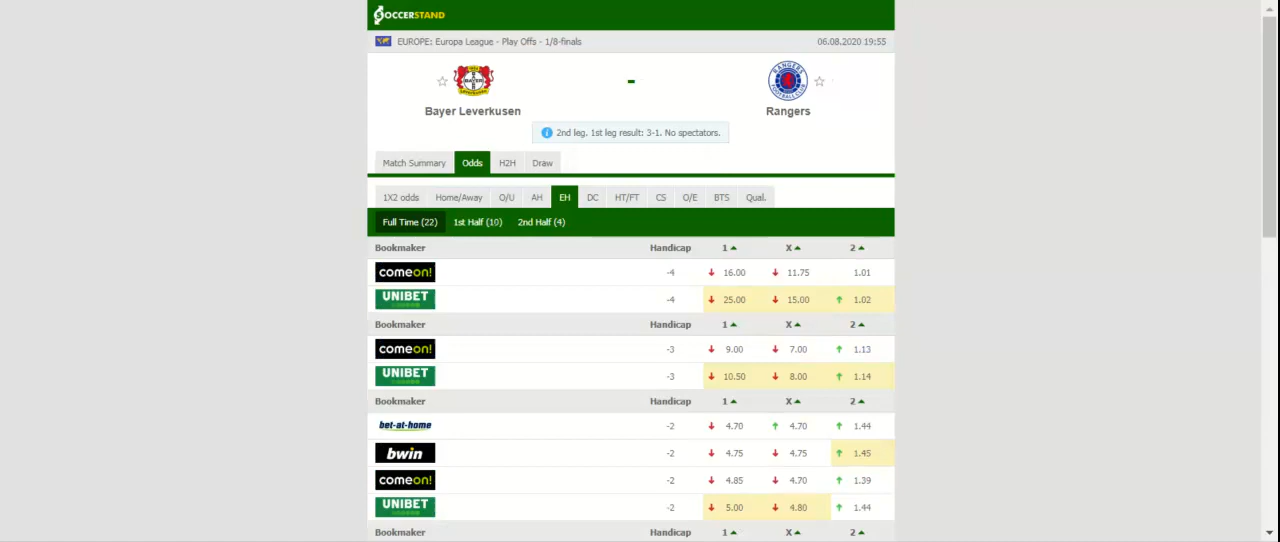 SOCCERSTAND
EUROPE: Europa League - Play Offs - 1/8-finals 06.08.2020 19:55
Bayer Leverkusen - Rangers
2nd leg. 1st leg result: 3-1. No spectators.
Match Summary Odds H2H Draw
1X2 odds Home/Away O/U AH EH DC HT/FT CS O/E BTS Qual.
Full Time (22) 1st Half (10) 2nd Half (4)
Bookmaker Handicap 1 X 2
comeon! -4 16.00 11.75 1.01
UNIBET -4 25.00 15.00 1.02
Bookmaker Handicap 1 X 2
comeon! -3 9.00 7.00 1.13
UNIBET -3 10.50 8.00 1.14
Bookmaker Handicap 1 X 2
bet-at-home -2 4.70 4.70 1.44
bwin -2 4.75 4.75 1.45
comeon! -2 4.85 4.70 1.39
UNIBET -2 5.00 4.80 1.44
Bookmaker Handicap 1 X 2